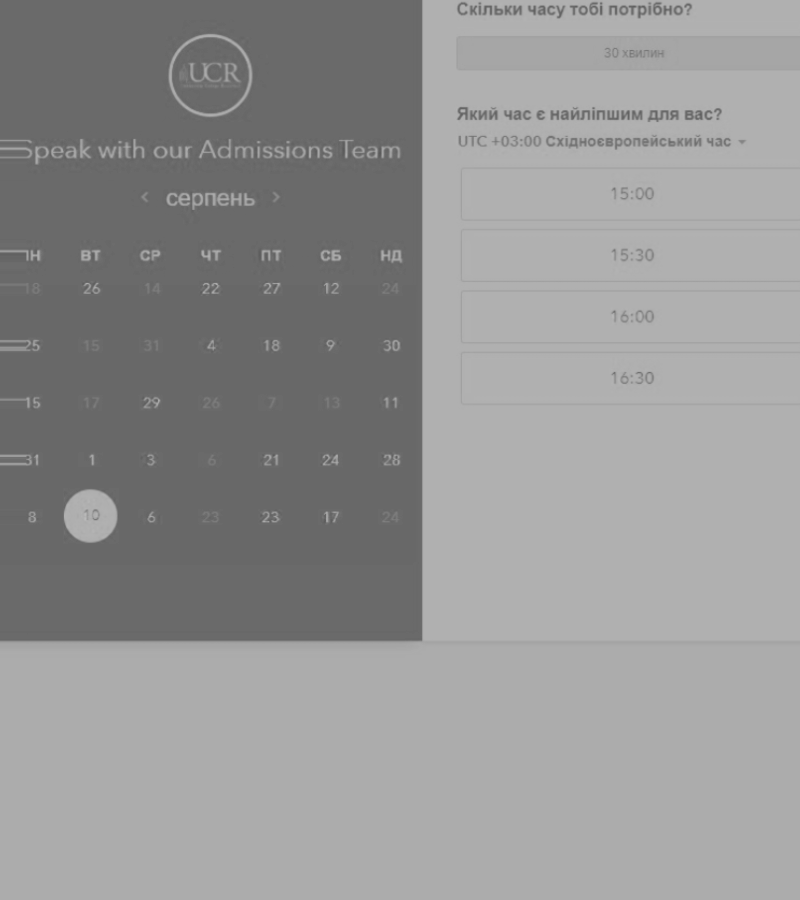 UCR
Speak with our Admissions Team
серпень
ВТ СР ЧТ ПТ СБ НД
18 26 14 22 27 12 24
25 15 31 4 18 9 30
15 17 29 26 7 13 11
31 1 3 6 21 24 28
8 10 6 23 23 17 24
Скільки часу тобі потрібно?
30 хвилин
Який час є найліпшим для вас?
UTC +03:00 Східноєвропейський час
15:00
15:30
16:00
16:30